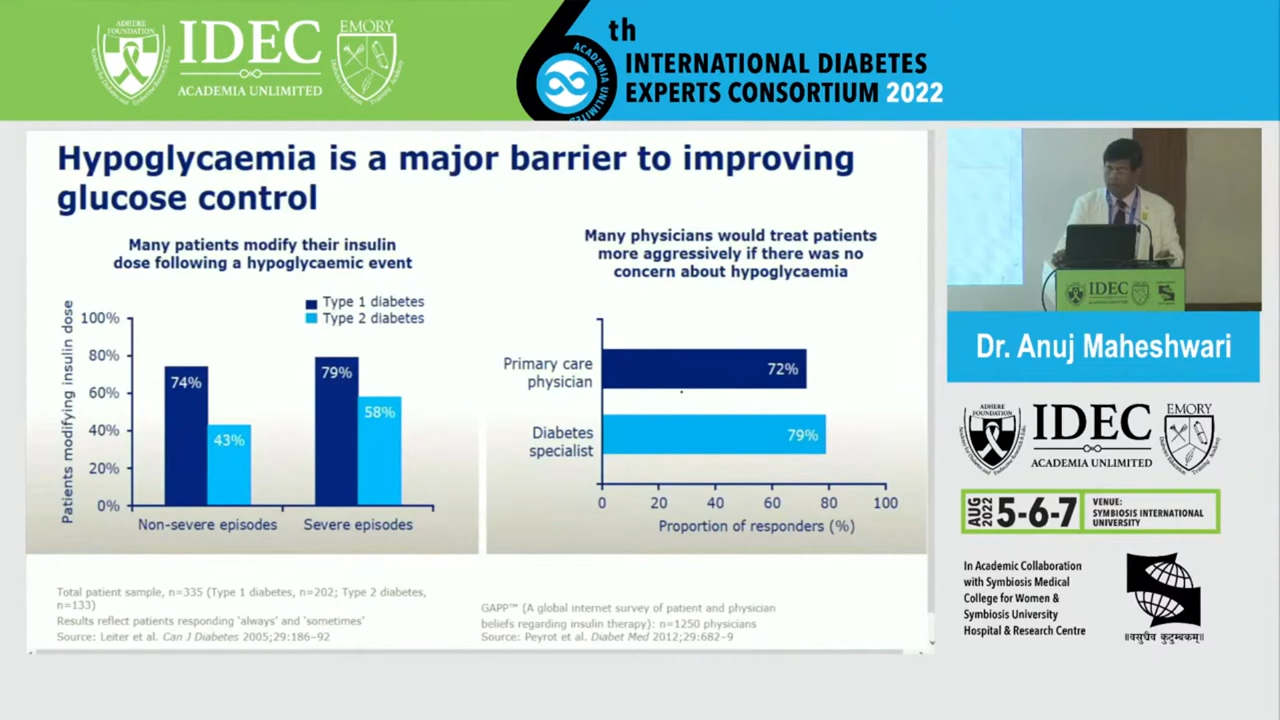 ADHERE
FOUNDATION
IDEC
ACADEMIA UNLIMITED
EMORY
6th
INTERNATIONAL DIABETES
EXPERTS CONSORTIUM 2022
ACADEMIA UNLIMITED
Hypoglycaemia is a major barrier to improving
glucose control
Many patients modify their insulin
dose following a hypoglycaemic event
Type 1 diabetes
Type 2 diabetes
Patients modifying insulin dose
100%
80%
60%
40%
20%
0%
74%
43%
79%
58%
Non-severe episodes
Severe episodes
Total patient sample, n=335 (Type 1 diabetes, n=202; Type 2 diabetes,
n=133)
Results reflect patients responding 'always' and 'sometimes'
Source: Leiter et al. Can J Diabetes 2005;29:186–92
Many physicians would treat patients
more aggressively if there was no
concern about hypoglycaemia
Primary care
physician
72%
Diabetes
specialist
79%
0 20 40 60 80 100
Proportion of responders (%)
GAPP™ (A global internet survey of patient and physician
beliefs regarding insulin therapy): n=1250 physicians
Source: Peyrot et al. Diabet Med 2012;29:682–9
IDEC
Dr. Anuj Maheshwari
ADHERE
FOUNDATION
IDEC
ACADEMIA UNLIMITED
EMORY
AUG
2022
5-6-7
VENUE:
SYMBIOSIS INTERNATIONAL
UNIVERSITY
In Academic Collaboration
with Symbiosis Medical
College for Women &
Symbiosis University
Hospital & Research Centre
॥वसुधैव कुटुम्बकम्॥